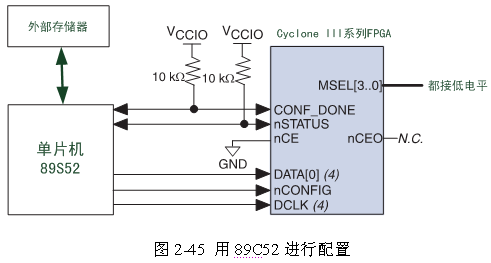 外部存储器
V_CCIO V_CCIO
Cyclone III系列FPGA
10 kΩ 10 kΩ
MSEL[3..0] 都接低电平
CONF_DONE
nSTATUS
单片机
89S52
nCE
nCEO N.C.
GND
DATA[0] (4)
nCONFIG
DCLK (4)
图 2-45 用 89C52 进行配置